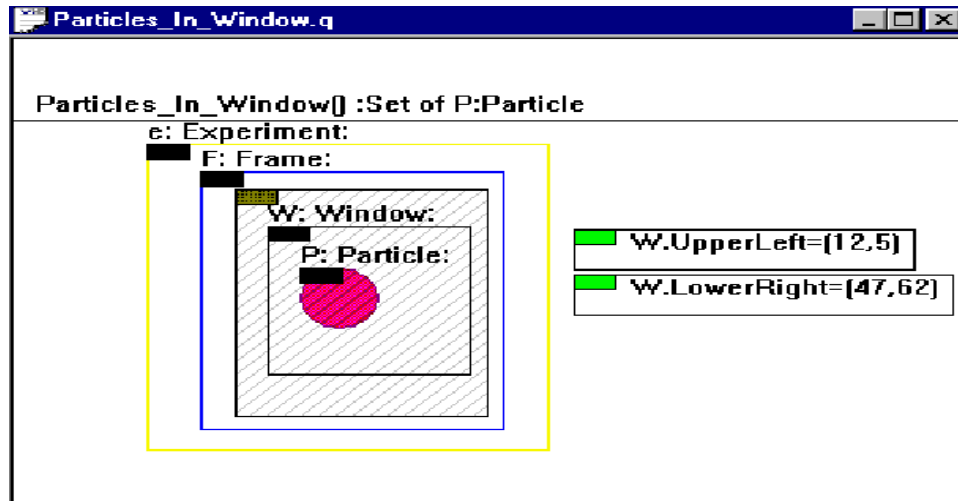 Particles_In_Window.q
Particles_In_Window() :Set of P:Particle
e: Experiment:
F: Frame:
W: Window:
P: Particle:
W.UpperLeft=(12,5)
W.LowerRight=(47,62)